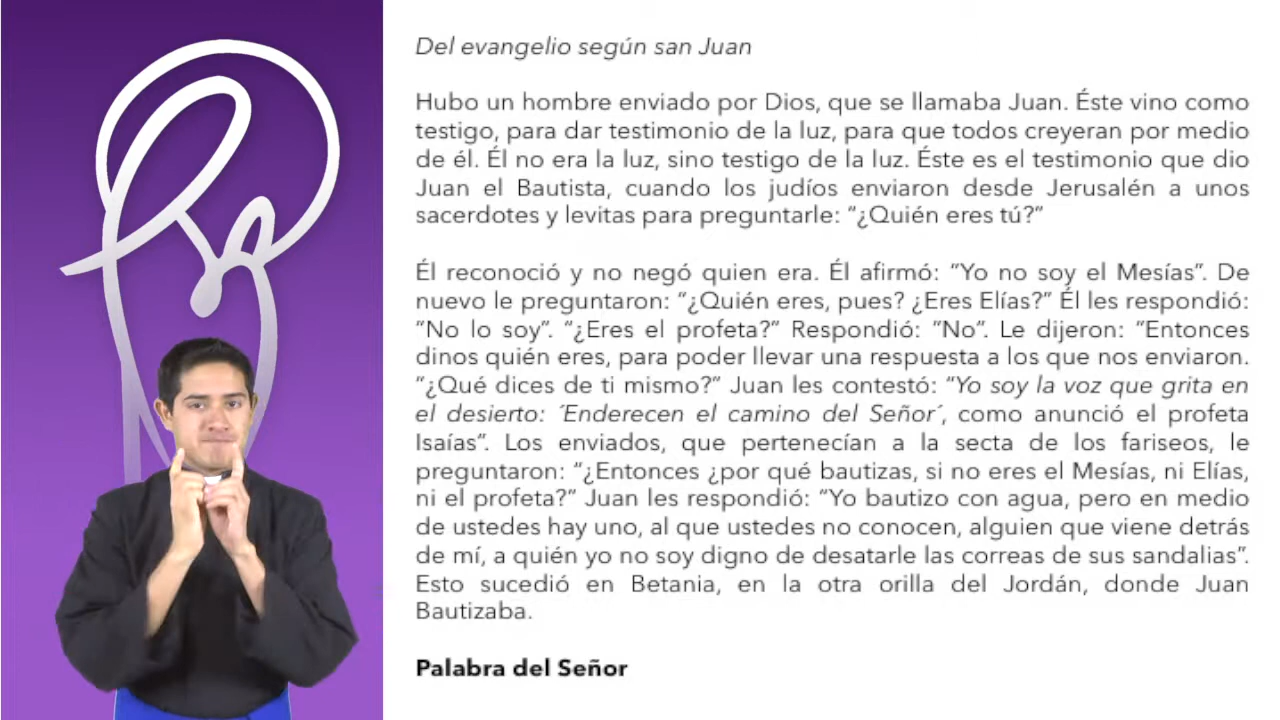 Del evangelio según san Juan
Hubo un hombre enviado por Dios, que se llamaba Juan. Éste vino como
testigo, para dar testimonio de la luz, para que todos creyeran por medio
de él. Él no era la luz, sino testigo de la luz. Éste es el testimonio que dio
Juan el Bautista, cuando los judíos enviaron desde Jerusalén a unos
sacerdotes y levitas para preguntarle: “¿Quién eres tú?”
Él reconoció y no negó quien era. Él afirmó: “Yo no soy el Mesías”. De
nuevo le preguntaron: “¿Quién eres, pues? ¿Eres Elías?” Él les respondió:
“No lo soy”. “¿Eres el profeta?” Respondió: “No”. Le dijeron: “Entonces
dinos quién eres, para poder llevar una respuesta a los que nos enviaron.
“¿Qué dices de ti mismo?” Juan les contestó: “Yo soy la voz que grita en
el desierto: ´Enderecen el camino del Señor´, como anunció el profeta
Isaías”. Los enviados, que pertenecían a la secta de los fariseos, le
preguntaron: “¿Entonces ¿por qué bautizas, si no eres el Mesías, ni Elías,
ni el profeta?” Juan les respondió: “Yo bautizo con agua, pero en medio
de ustedes hay uno, al que ustedes no conocen, alguien que viene detrás
de mí, a quién yo no soy digno de desatarle las correas de sus sandalias”.
Esto sucedió en Betania, en la otra orilla del Jordán, donde Juan
Bautizaba.
Palabra del Señor